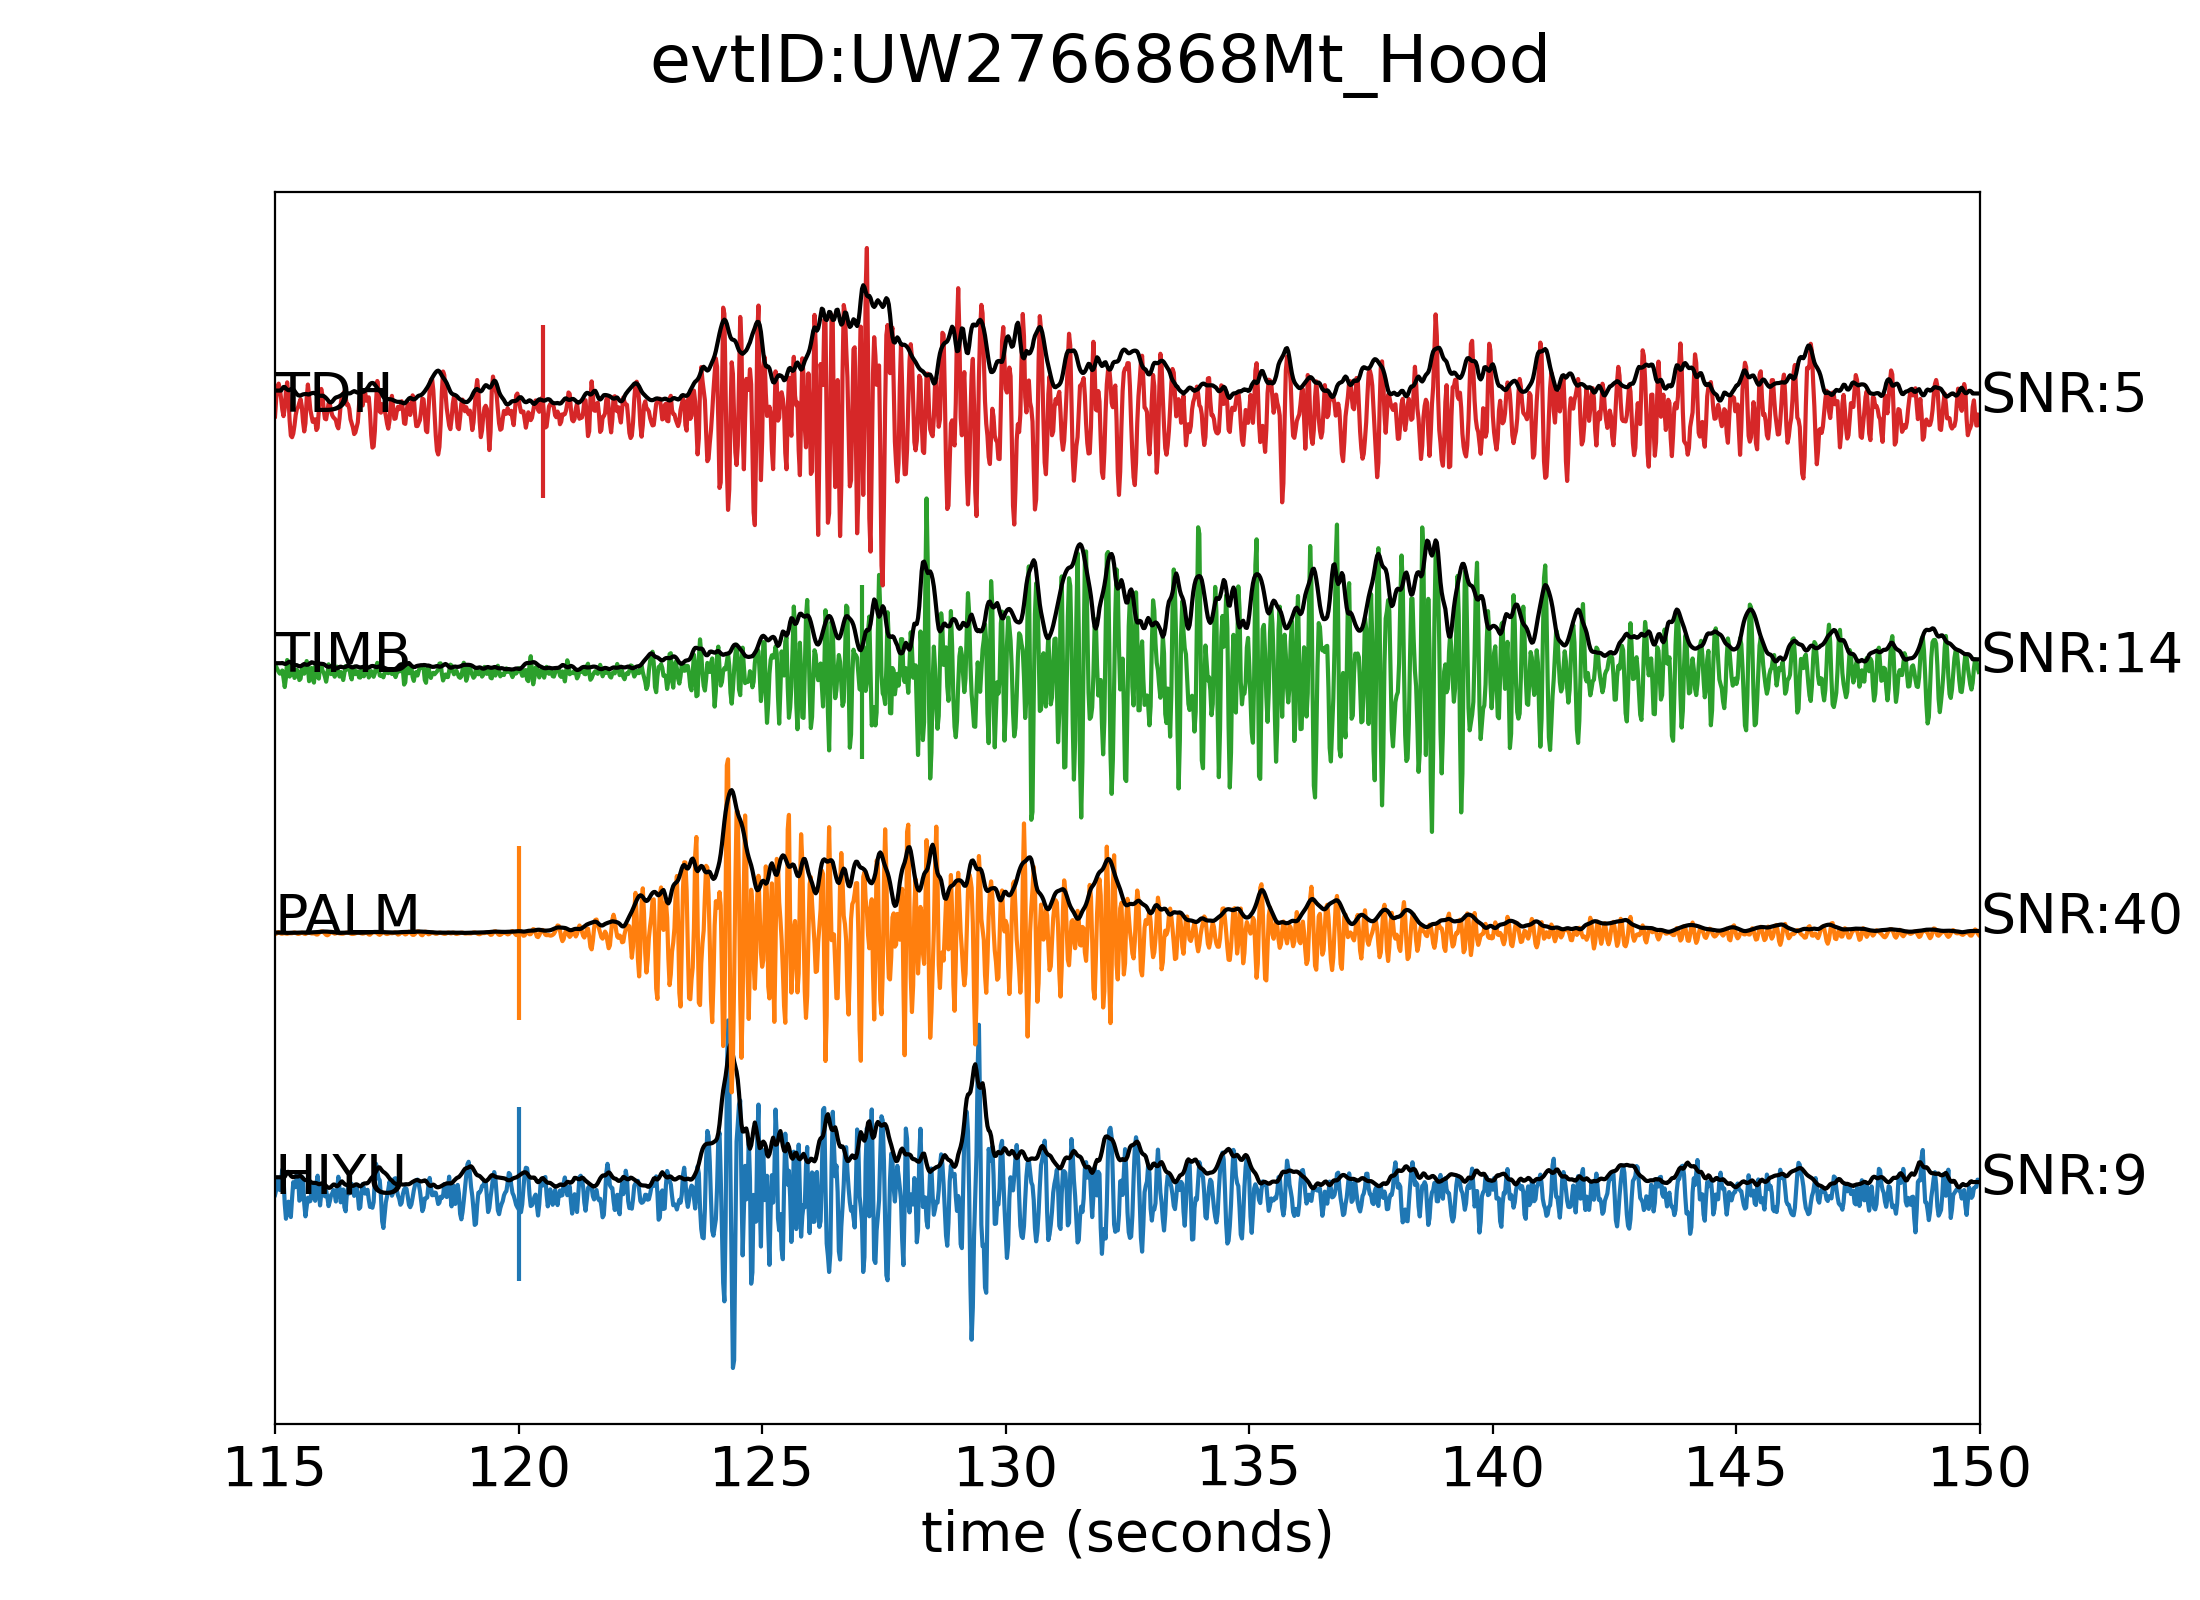 evtID:UW2766868Mt_Hood
TDH SNR:5
TIMB SNR:14
PALM SNR:40
HIYU SNR:9
115 120 125 130 135 140 145 150
time (seconds)